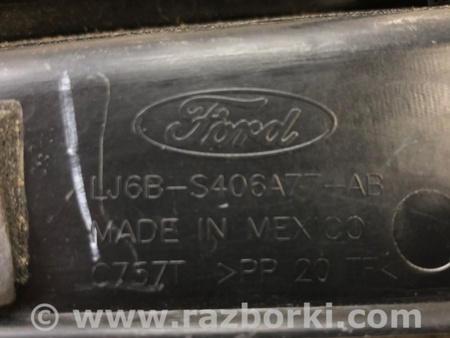 Ford
LJ6B-S406A77-AB
MADE IN MEXICO
C757T >PP 20 TF<
© www.razborki.com ®